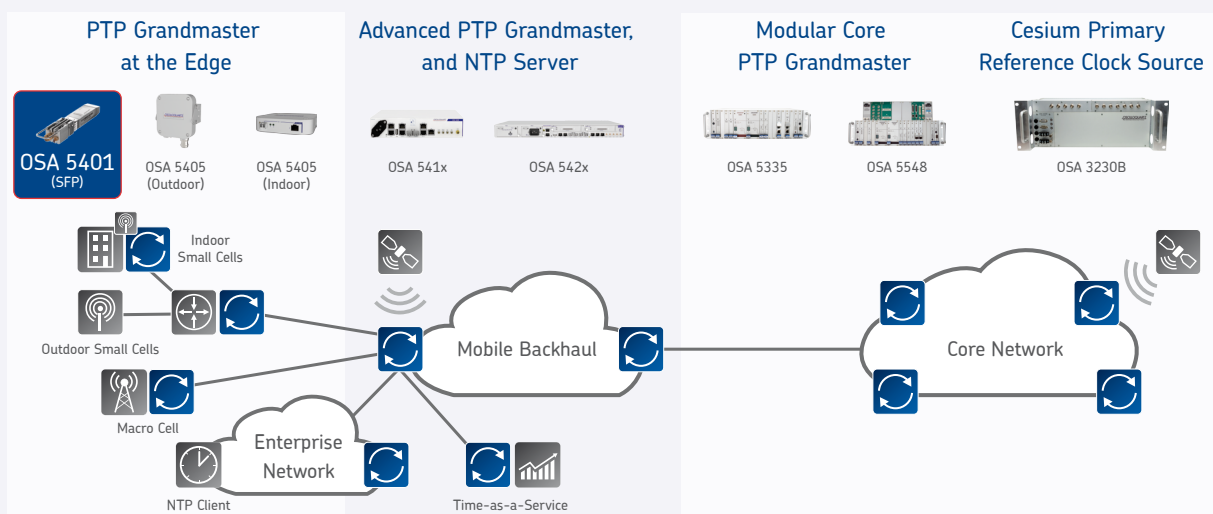 PTP Grandmaster
at the Edge
Advanced PTP Grandmaster,
and NTP Server
Modular Core
PTP Grandmaster
Cesium Primary
Reference Clock Source
OSA 5401
(SFP)
OSA 5405
(Outdoor)
OSA 5405
(Indoor)
OSA 541x
OSA 542x
OSA 5335
OSA 5548
OSA 3230B
Indoor
Small Cells
Outdoor Small Cells
Mobile Backhaul
Core Network
Macro Cell
Enterprise
Network
NTP Client
Time-as-a-Service